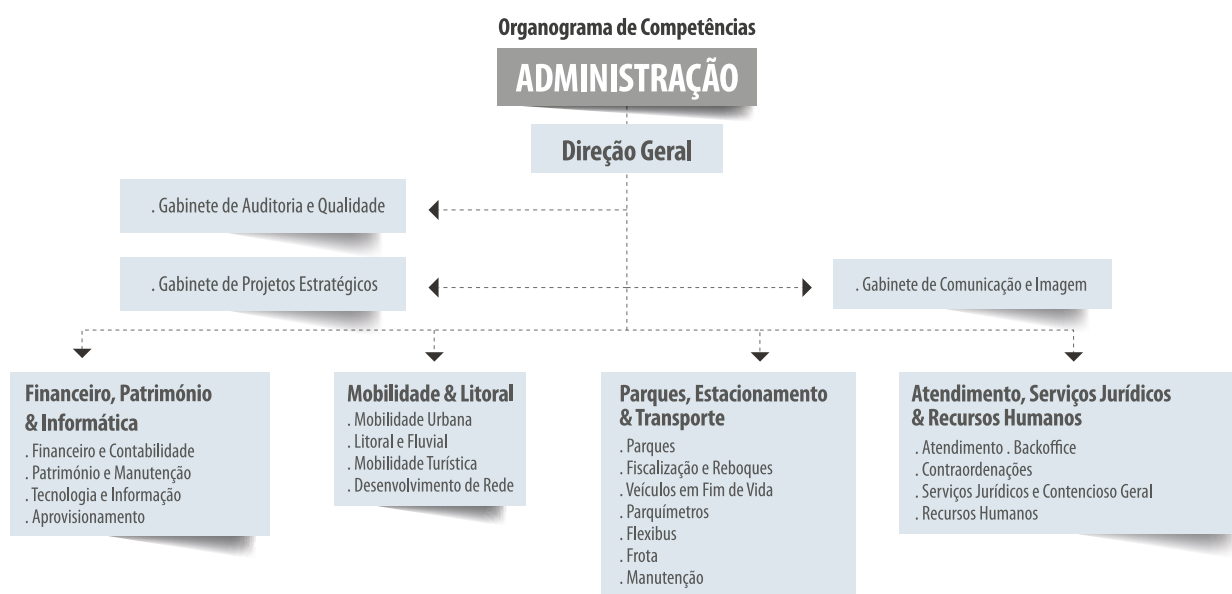 Organograma de Competências
ADMINISTRAÇÃO
Direção Geral
. Gabinete de Auditoria e Qualidade
. Gabinete de Projetos Estratégicos
. Gabinete de Comunicação e Imagem
Financeiro, Património
& Informática
. Financeiro e Contabilidade
. Património e Manutenção
. Tecnologia e Informação
. Aprovisionamento
Mobilidade & Litoral
. Mobilidade Urbana
. Litoral e Fluvial
. Mobilidade Turística
. Desenvolvimento de Rede
Parques, Estacionamento
& Transporte
. Parques
. Fiscalização e Reboques
. Veículos em Fim de Vida
. Parquímetros
. Flexibus
. Frota
. Manutenção
Atendimento, Serviços Jurídicos
& Recursos Humanos
. Atendimento . Backoffice
. Contraordenações
. Serviços Jurídicos e Contencioso Geral
. Recursos Humanos